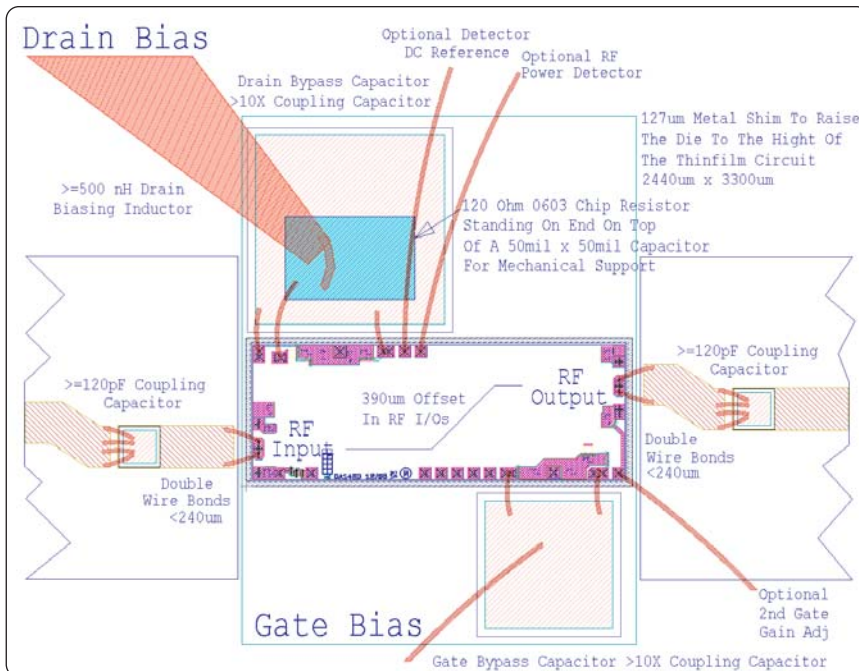 Drain Bias
Optional Detector
DC Reference
Optional RF
Power Detector
Drain Bypass Capacitor
>10X Coupling Capacitor
127um Metal Shim To Raise
The Die To The Hight Of
The Thinfilm Circuit
2440um x 3300um
>=500 nH Drain
Biasing Inductor
120 Ohm 0603 Chip Resistor
Standing On End On Top
Of A 50mil x 50mil Capacitor
For Mechanical Support
>=120pF Coupling
Capacitor
>=120pF Coupling
Capacitor
390um Offset
In RF I/Os
RF
Output
RF
Input
Double
Wire Bonds
<240um
Double
Wire Bonds
<240um
Optional
2nd Gate
Gain Adj
Gate Bias
Gate Bypass Capacitor >10X Coupling Capacitor